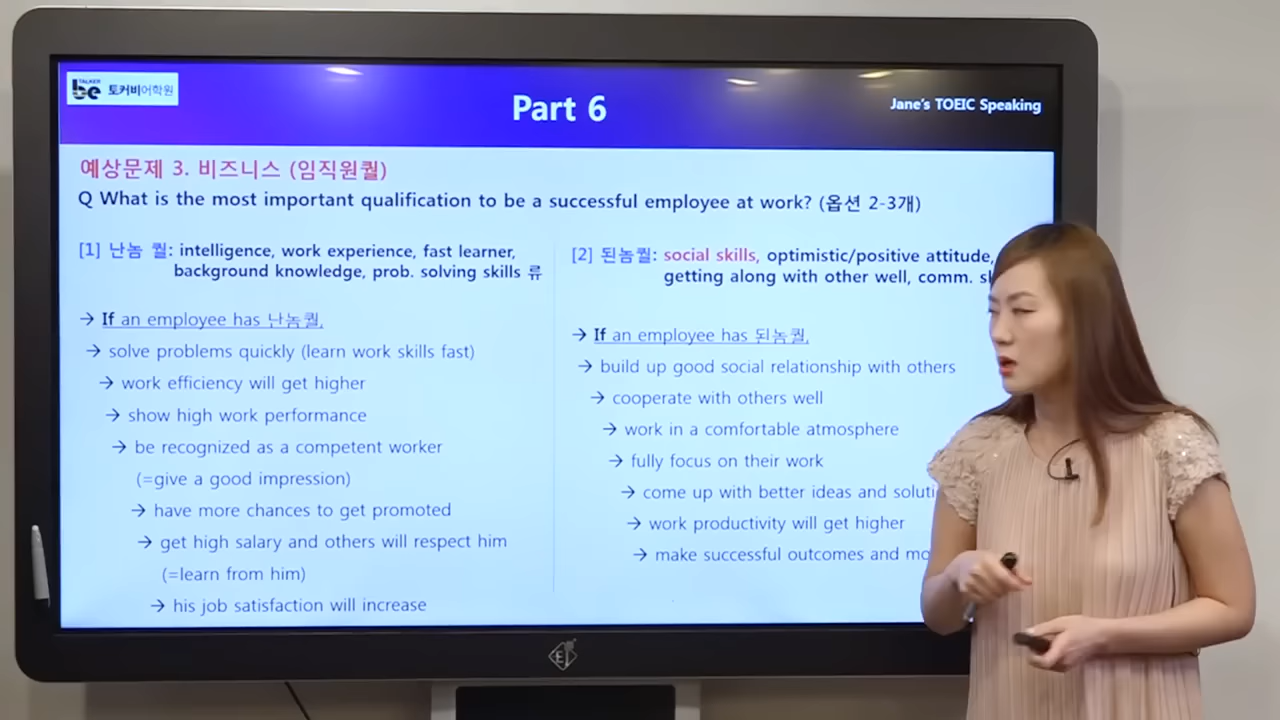 TALKER
be 토커비어학원
Part 6
Jane's TOEIC Speaking
예상문제 3. 비즈니스 (임직원퀄)
Q What is the most important qualification to be a successful employee at work? (옵션 2-3개)
[1] 난놈 퀄: intelligence, work experience, fast learner,
background knowledge, prob. solving skills 류
→ If an employee has 난놈퀄,
→ solve problems quickly (learn work skills fast)
→ work efficiency will get higher
→ show high work performance
→ be recognized as a competent worker
(=give a good impression)
→ have more chances to get promoted
→ get high salary and others will respect him
(=learn from him)
→ his job satisfaction will increase
[2] 된놈퀄: social skills, optimistic/positive attitude,
getting along with other well, comm.
→ If an employee has 된놈퀄,
→ build up good social relationship with others
→ cooperate with others well
→ work in a comfortable atmosphere
→ fully focus on their work
→ come up with better ideas and
→ work productivity will get higher
→ make successful outcomes and